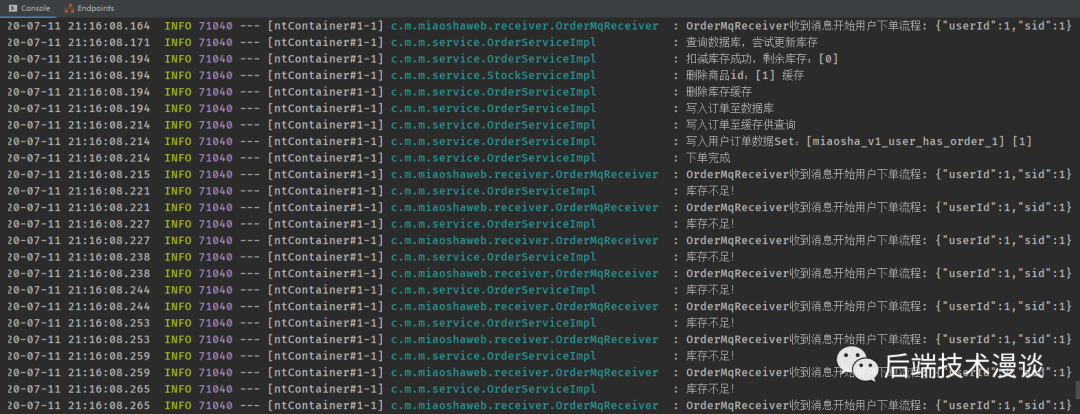 Console Endpoints
20-07-11 21:16:08.164 INFO 71040 --- [ntContainer#1-1] c.m.miaoshaweb.receiver.OrderMqReceiver : OrderMqReceiver收到消息开始用户下单流程: {"userId":1,"sid":1}
20-07-11 21:16:08.171 INFO 71040 --- [ntContainer#1-1] c.m.m.service.OrderServiceImpl : 查询数据库，尝试更新库存
20-07-11 21:16:08.194 INFO 71040 --- [ntContainer#1-1] c.m.m.service.OrderServiceImpl : 扣减库存成功，剩余库存：[0]
20-07-11 21:16:08.194 INFO 71040 --- [ntContainer#1-1] c.m.m.service.StockServiceImpl : 删除商品id：[1] 缓存
20-07-11 21:16:08.194 INFO 71040 --- [ntContainer#1-1] c.m.m.service.OrderServiceImpl : 删除库存缓存
20-07-11 21:16:08.194 INFO 71040 --- [ntContainer#1-1] c.m.m.service.OrderServiceImpl : 写入订单至数据库
20-07-11 21:16:08.214 INFO 71040 --- [ntContainer#1-1] c.m.m.service.OrderServiceImpl : 写入订单至缓存供查询
20-07-11 21:16:08.214 INFO 71040 --- [ntContainer#1-1] c.m.m.service.OrderServiceImpl : 写入用户订单数据Set：[miaosha_v1_user_has_order_1] [1]
20-07-11 21:16:08.214 INFO 71040 --- [ntContainer#1-1] c.m.m.service.OrderServiceImpl : 下单完成
20-07-11 21:16:08.215 INFO 71040 --- [ntContainer#1-1] c.m.miaoshaweb.receiver.OrderMqReceiver : OrderMqReceiver收到消息开始用户下单流程: {"userId":1,"sid":1}
20-07-11 21:16:08.221 INFO 71040 --- [ntContainer#1-1] c.m.m.service.OrderServiceImpl : 库存不足！
20-07-11 21:16:08.221 INFO 71040 --- [ntContainer#1-1] c.m.miaoshaweb.receiver.OrderMqReceiver : OrderMqReceiver收到消息开始用户下单流程: {"userId":1,"sid":1}
20-07-11 21:16:08.227 INFO 71040 --- [ntContainer#1-1] c.m.m.service.OrderServiceImpl : 库存不足！
20-07-11 21:16:08.227 INFO 71040 --- [ntContainer#1-1] c.m.miaoshaweb.receiver.OrderMqReceiver : OrderMqReceiver收到消息开始用户下单流程: {"userId":1,"sid":1}
20-07-11 21:16:08.238 INFO 71040 --- [ntContainer#1-1] c.m.m.service.OrderServiceImpl : 库存不足！
20-07-11 21:16:08.238 INFO 71040 --- [ntContainer#1-1] c.m.miaoshaweb.receiver.OrderMqReceiver : OrderMqReceiver收到消息开始用户下单流程: {"userId":1,"sid":1}
20-07-11 21:16:08.244 INFO 71040 --- [ntContainer#1-1] c.m.m.service.OrderServiceImpl : 库存不足！
20-07-11 21:16:08.244 INFO 71040 --- [ntContainer#1-1] c.m.miaoshaweb.receiver.OrderMqReceiver : OrderMqReceiver收到消息开始用户下单流程: {"userId":1,"sid":1}
20-07-11 21:16:08.253 INFO 71040 --- [ntContainer#1-1] c.m.m.service.OrderServiceImpl : 库存不足！
20-07-11 21:16:08.253 INFO 71040 --- [ntContainer#1-1] c.m.miaoshaweb.receiver.OrderMqReceiver : OrderMqReceiver收到消息开始用户下单流程: {"userId":1,"sid":1}
20-07-11 21:16:08.259 INFO 71040 --- [ntContainer#1-1] c.m.m.service.OrderServiceImpl : 库存不足！
20-07-11 21:16:08.259 INFO 71040 --- [ntContainer#1-1] c.m.miaoshaweb.receiver.OrderMqReceiver : OrderMqReceiver收到消息开始用户下单流程: "sid":1}
20-07-11 21:16:08.265 INFO 71040 --- [ntContainer#1-1] c.m.m.service.OrderServiceImpl : 库存不足！
20-07-11 21:16:08.265 INFO 71040 --- [ntContainer#1-1] c.m.miaoshaweb.receiver.OrderMqReceiver : OrderMqReceiver收到消息开始用户下单流程: {"userId":1,"sid":1}
后端技术漫谈